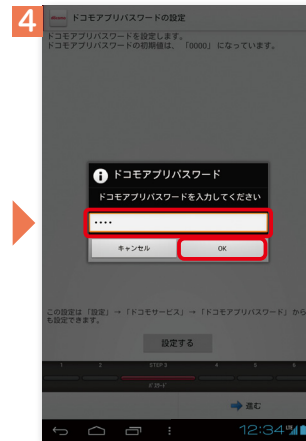 4
ドコモアプリパスワードの設定
ドコモアプリパスワードを設定します。
ドコモアプリパスワードの初期値は、「0000」になっています。
ドコモアプリパスワード
ドコモアプリパスワードを入力してください
････
キャンセル
OK
この設定は「設定」→「ドコモサービス」→「ドコモアプリパスワード」から
も設定できます。
設定する
1 2 STEP 3 4 5 6
進む
12:34